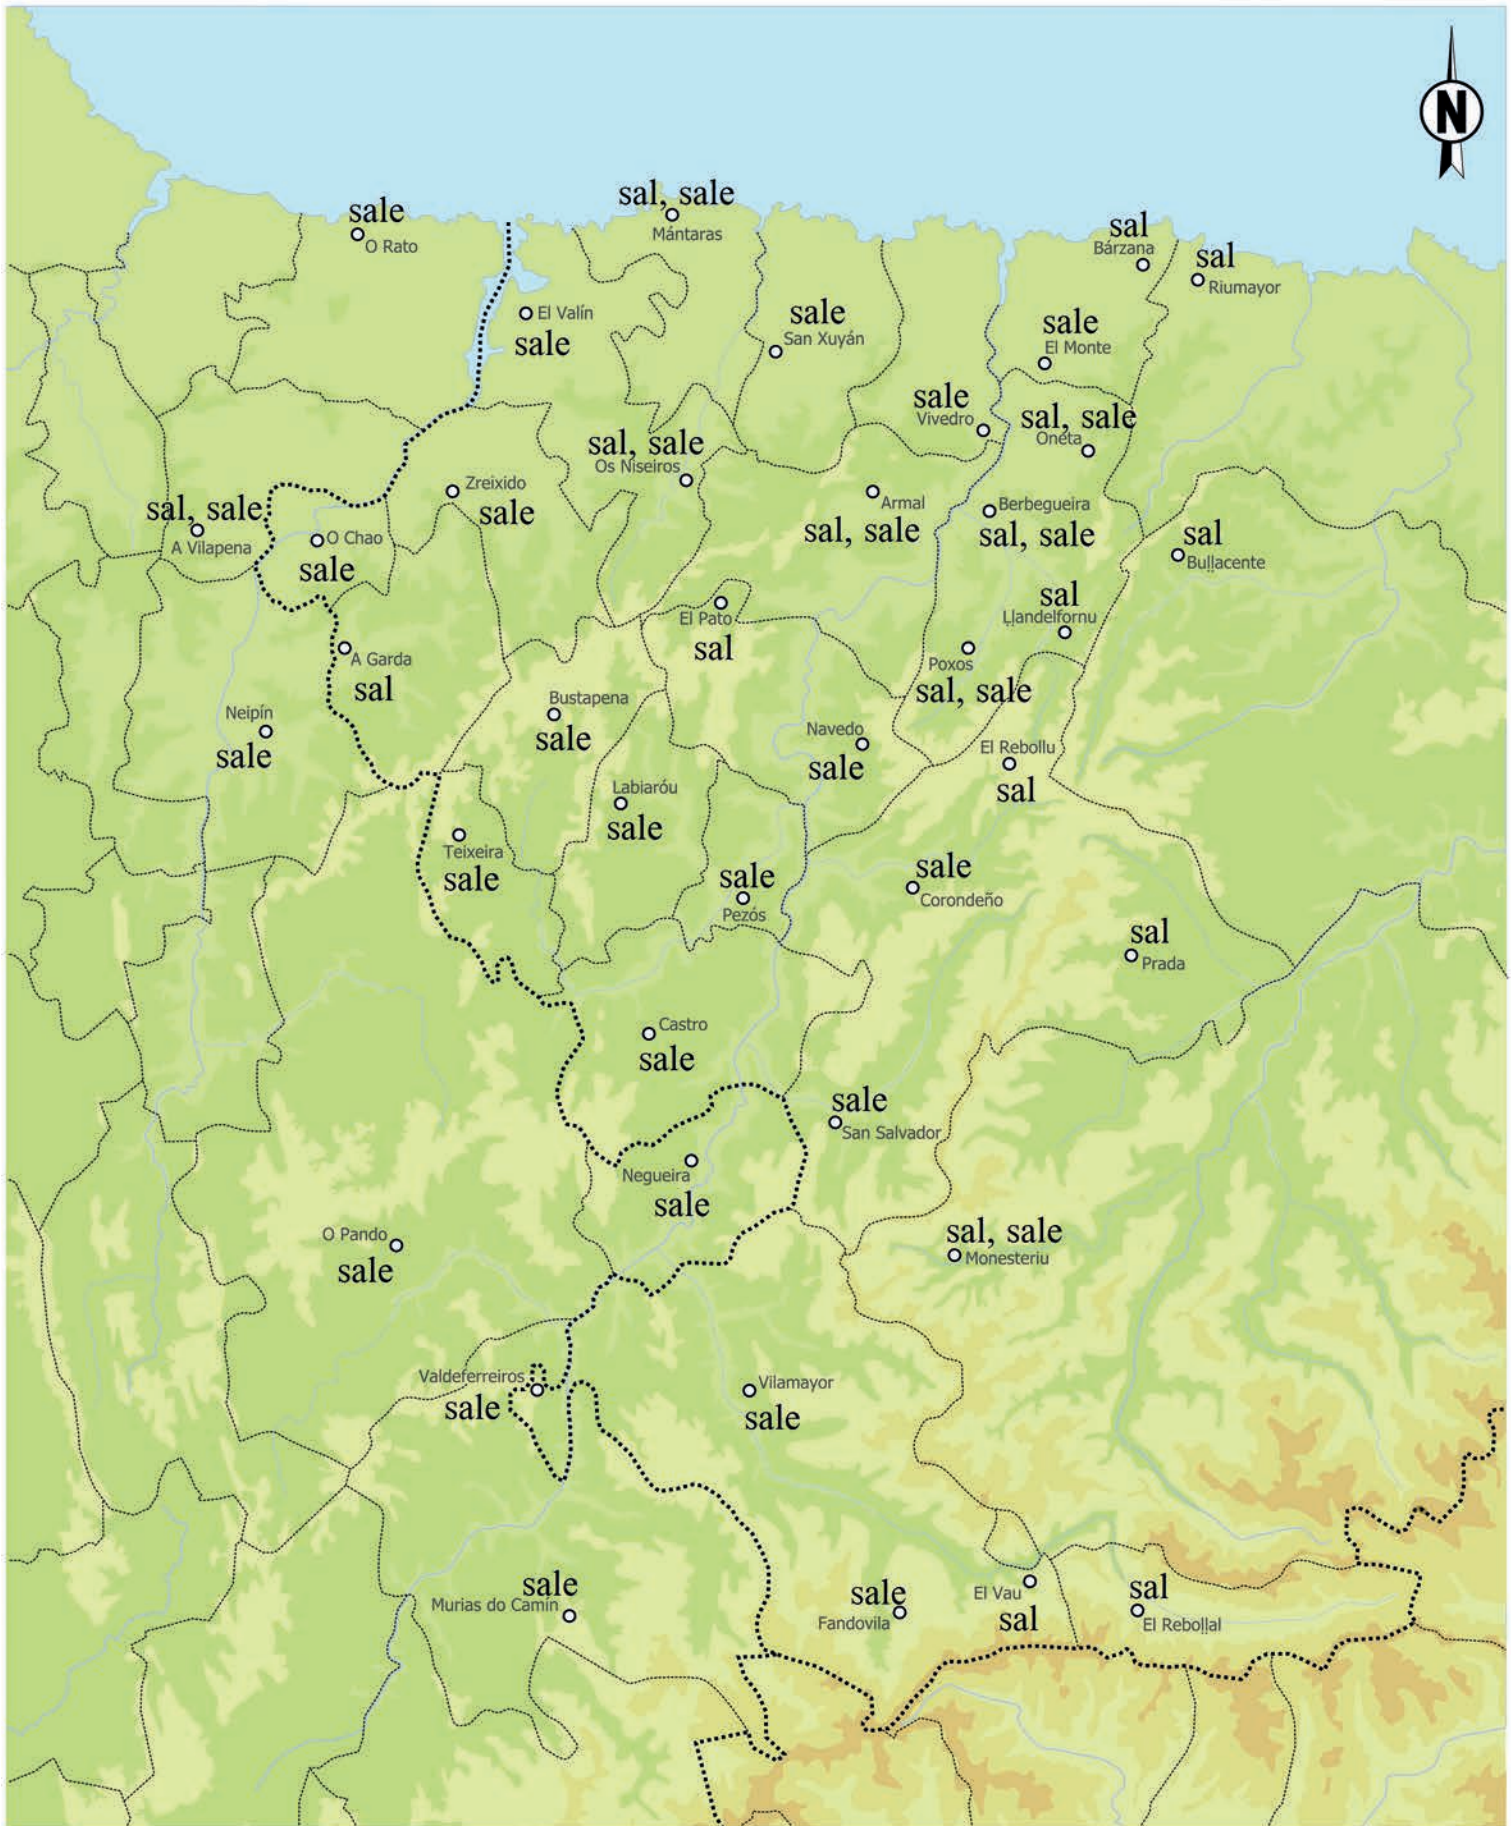 N
sal, sale
Mántaras
sale
O Rato
sal
Bárzana
sal
Riumayor
El Valín
sale
sale
San Xuyán
sale
El Monte
sale
Vivedro
sal, sale
Oneta
sal, sale
Os Niseiros
Zreixido
sale
Armal
sal, sale
Berbegueira
sal, sale
sal, sale
A Vilapena
O Chao
sale
sal
Buḷḷacente
El Pato
sal
sal
Ḷḷandelfornu
A Garda
sal
Poxos
sal, sale
Bustapena
sale
Neipín
sale
Navedo
sale
El Rebollu
sal
Labiaróu
sale
Teixeira
sale
sale
Pezós
sale
Corondeño
sal
Prada
Castro
sale
sale
San Salvador
Negueira
sale
O Pando
sale
sal, sale
Monesteriu
Valdeferreiros
sale
Vilamayor
sale
sale
Murias do Camín
sale
Fandovila
El Vau
sal
sal
El Reboḷḷal